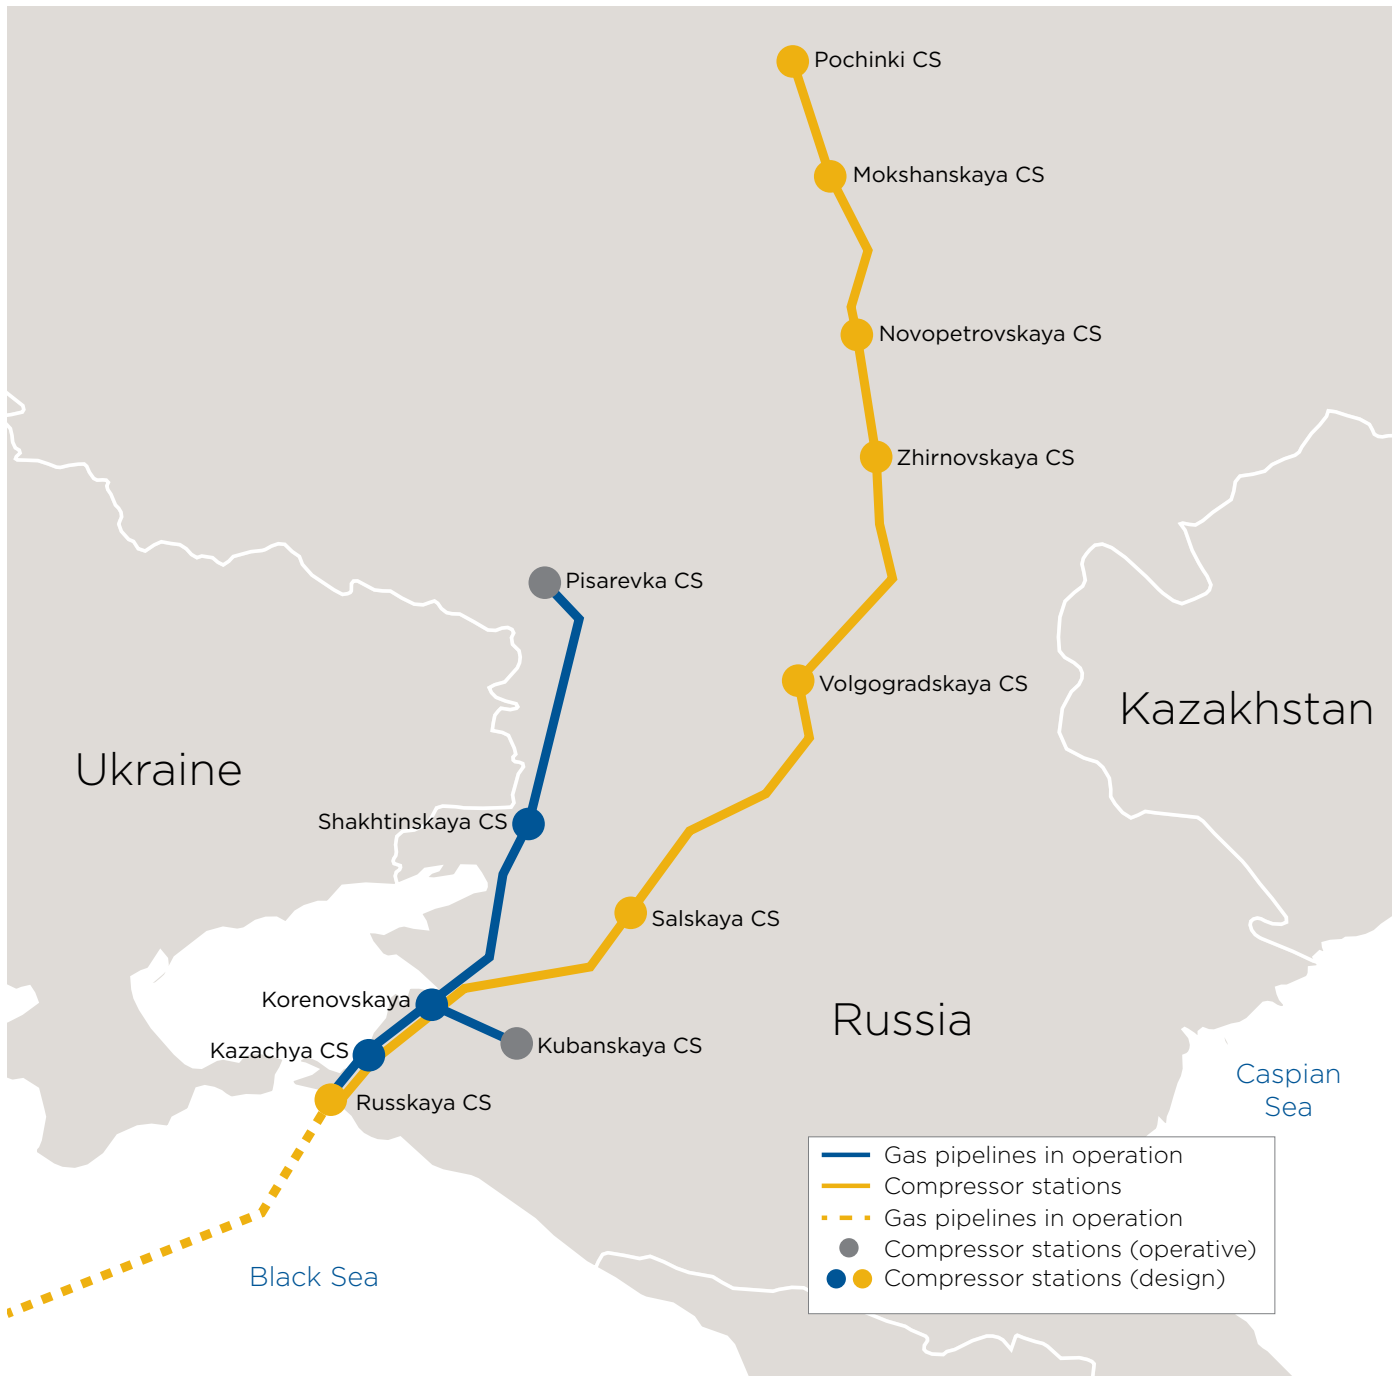 Pochinki CS
Mokshanskaya CS
Novopetrovskaya CS
Zhirnovskaya CS
Pisarevka CS
Volgogradskaya CS
Kazakhstan
Ukraine
Shakhtinskaya CS
Salskaya CS
Korenovskaya
Russia
Kazachya CS
Kubanskaya CS
Caspian
Sea
Russkaya CS
Gas pipelines in operation
Compressor stations
Gas pipelines in operation
Compressor stations (operative)
Compressor stations (design)
Black Sea